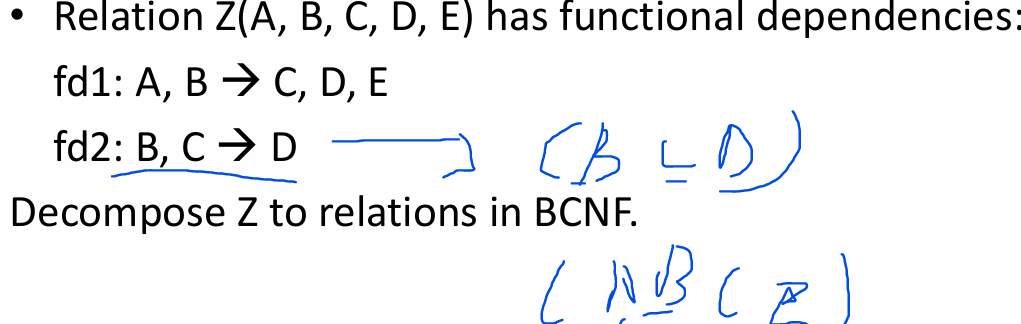 • Relation Z(A, B, C, D, E) has functional dependencies:
fd1: A, B → C, D, E
fd2: B, C → D (B C D)
Decompose Z to relations in BCNF.
(A B C E)